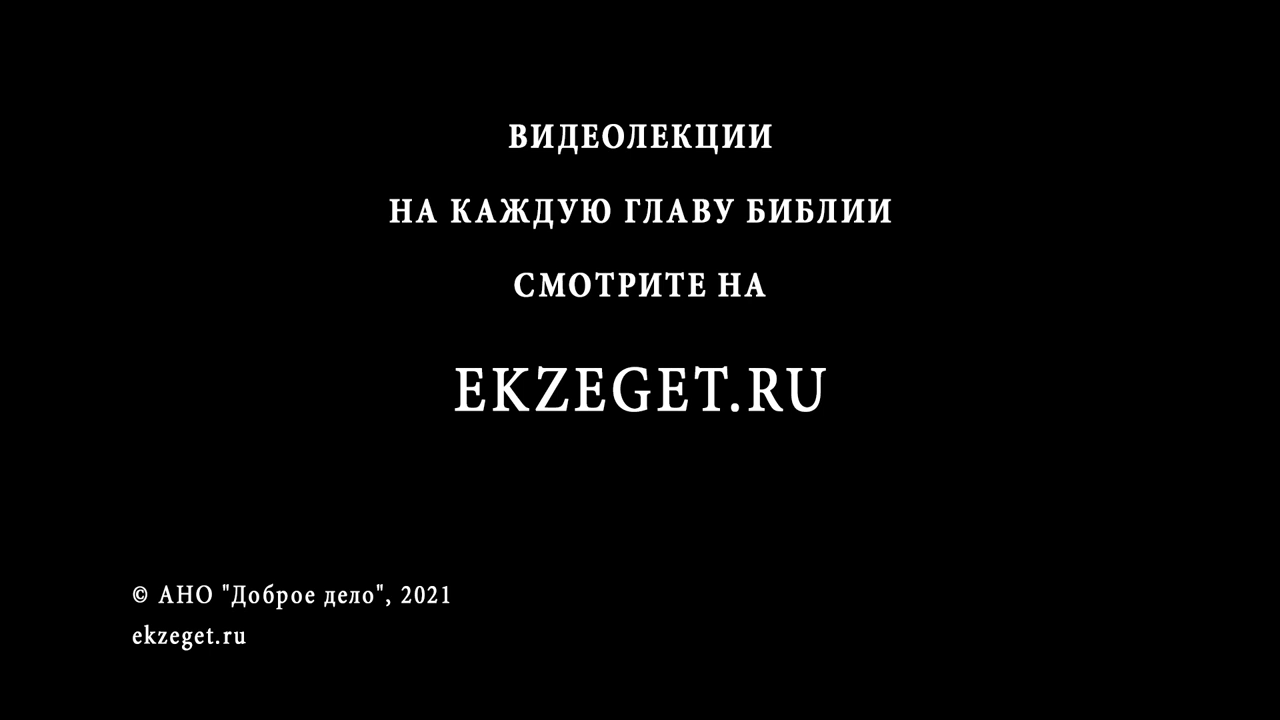 ВИДЕОЛЕКЦИИ
НА КАЖДУЮ ГЛАВУ БИБЛИИ
СМОТРИТЕ НА
EKZEGET.RU
© АНО "Доброе дело", 2021
ekzeget.ru